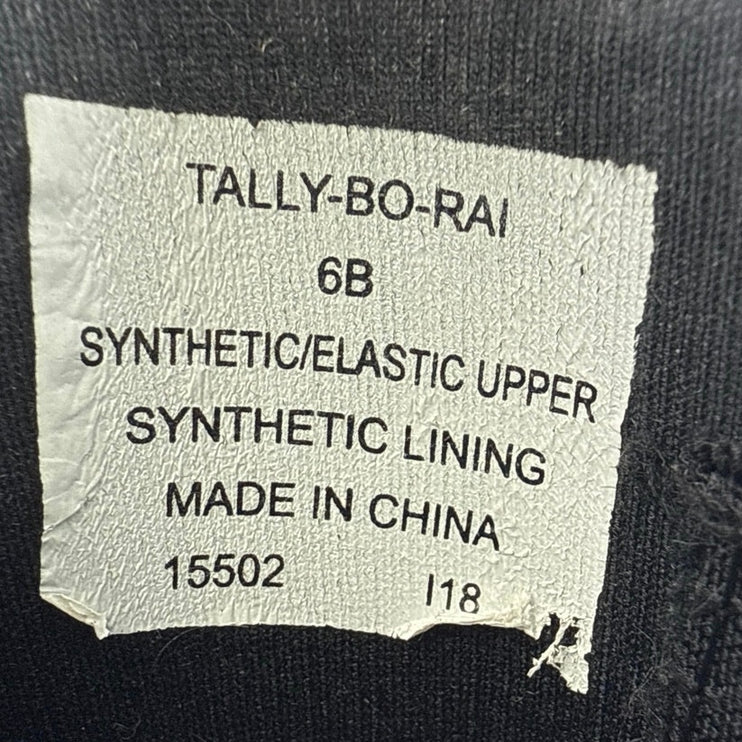 TALLY-BO-RAI
6B
SYNTHETIC/ELASTIC UPPER
SYNTHETIC LINING
MADE IN CHINA
15502 I18